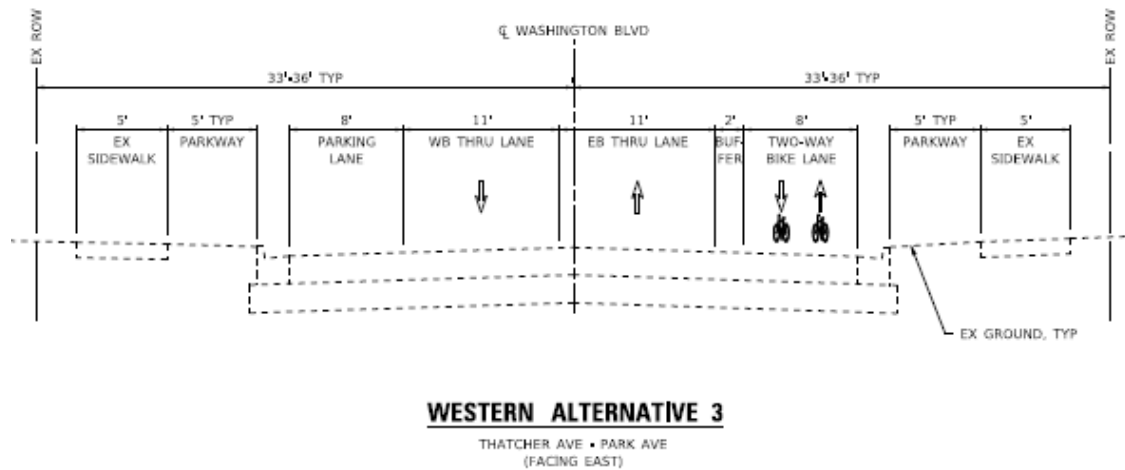 EX ROW
℄ WASHINGTON BLVD
EX ROW
33'-36' TYP
33'-36' TYP
5'
5' TYP
8'
11'
11'
2'
8'
5' TYP
5'
EX
SIDEWALK
PARKWAY
PARKING
LANE
WB THRU LANE
EB THRU LANE
BUF-
FER
TWO-WAY
BIKE LANE
PARKWAY
EX
SIDEWALK
EX GROUND, TYP
WESTERN ALTERNATIVE 3
THATCHER AVE - PARK AVE
(FACING EAST)